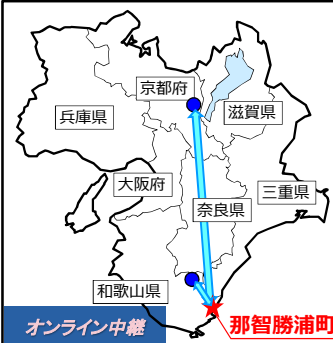 京都府
兵庫県
滋賀県
大阪府
三重県
奈良県
和歌山県
那智勝浦町
オンライン中継